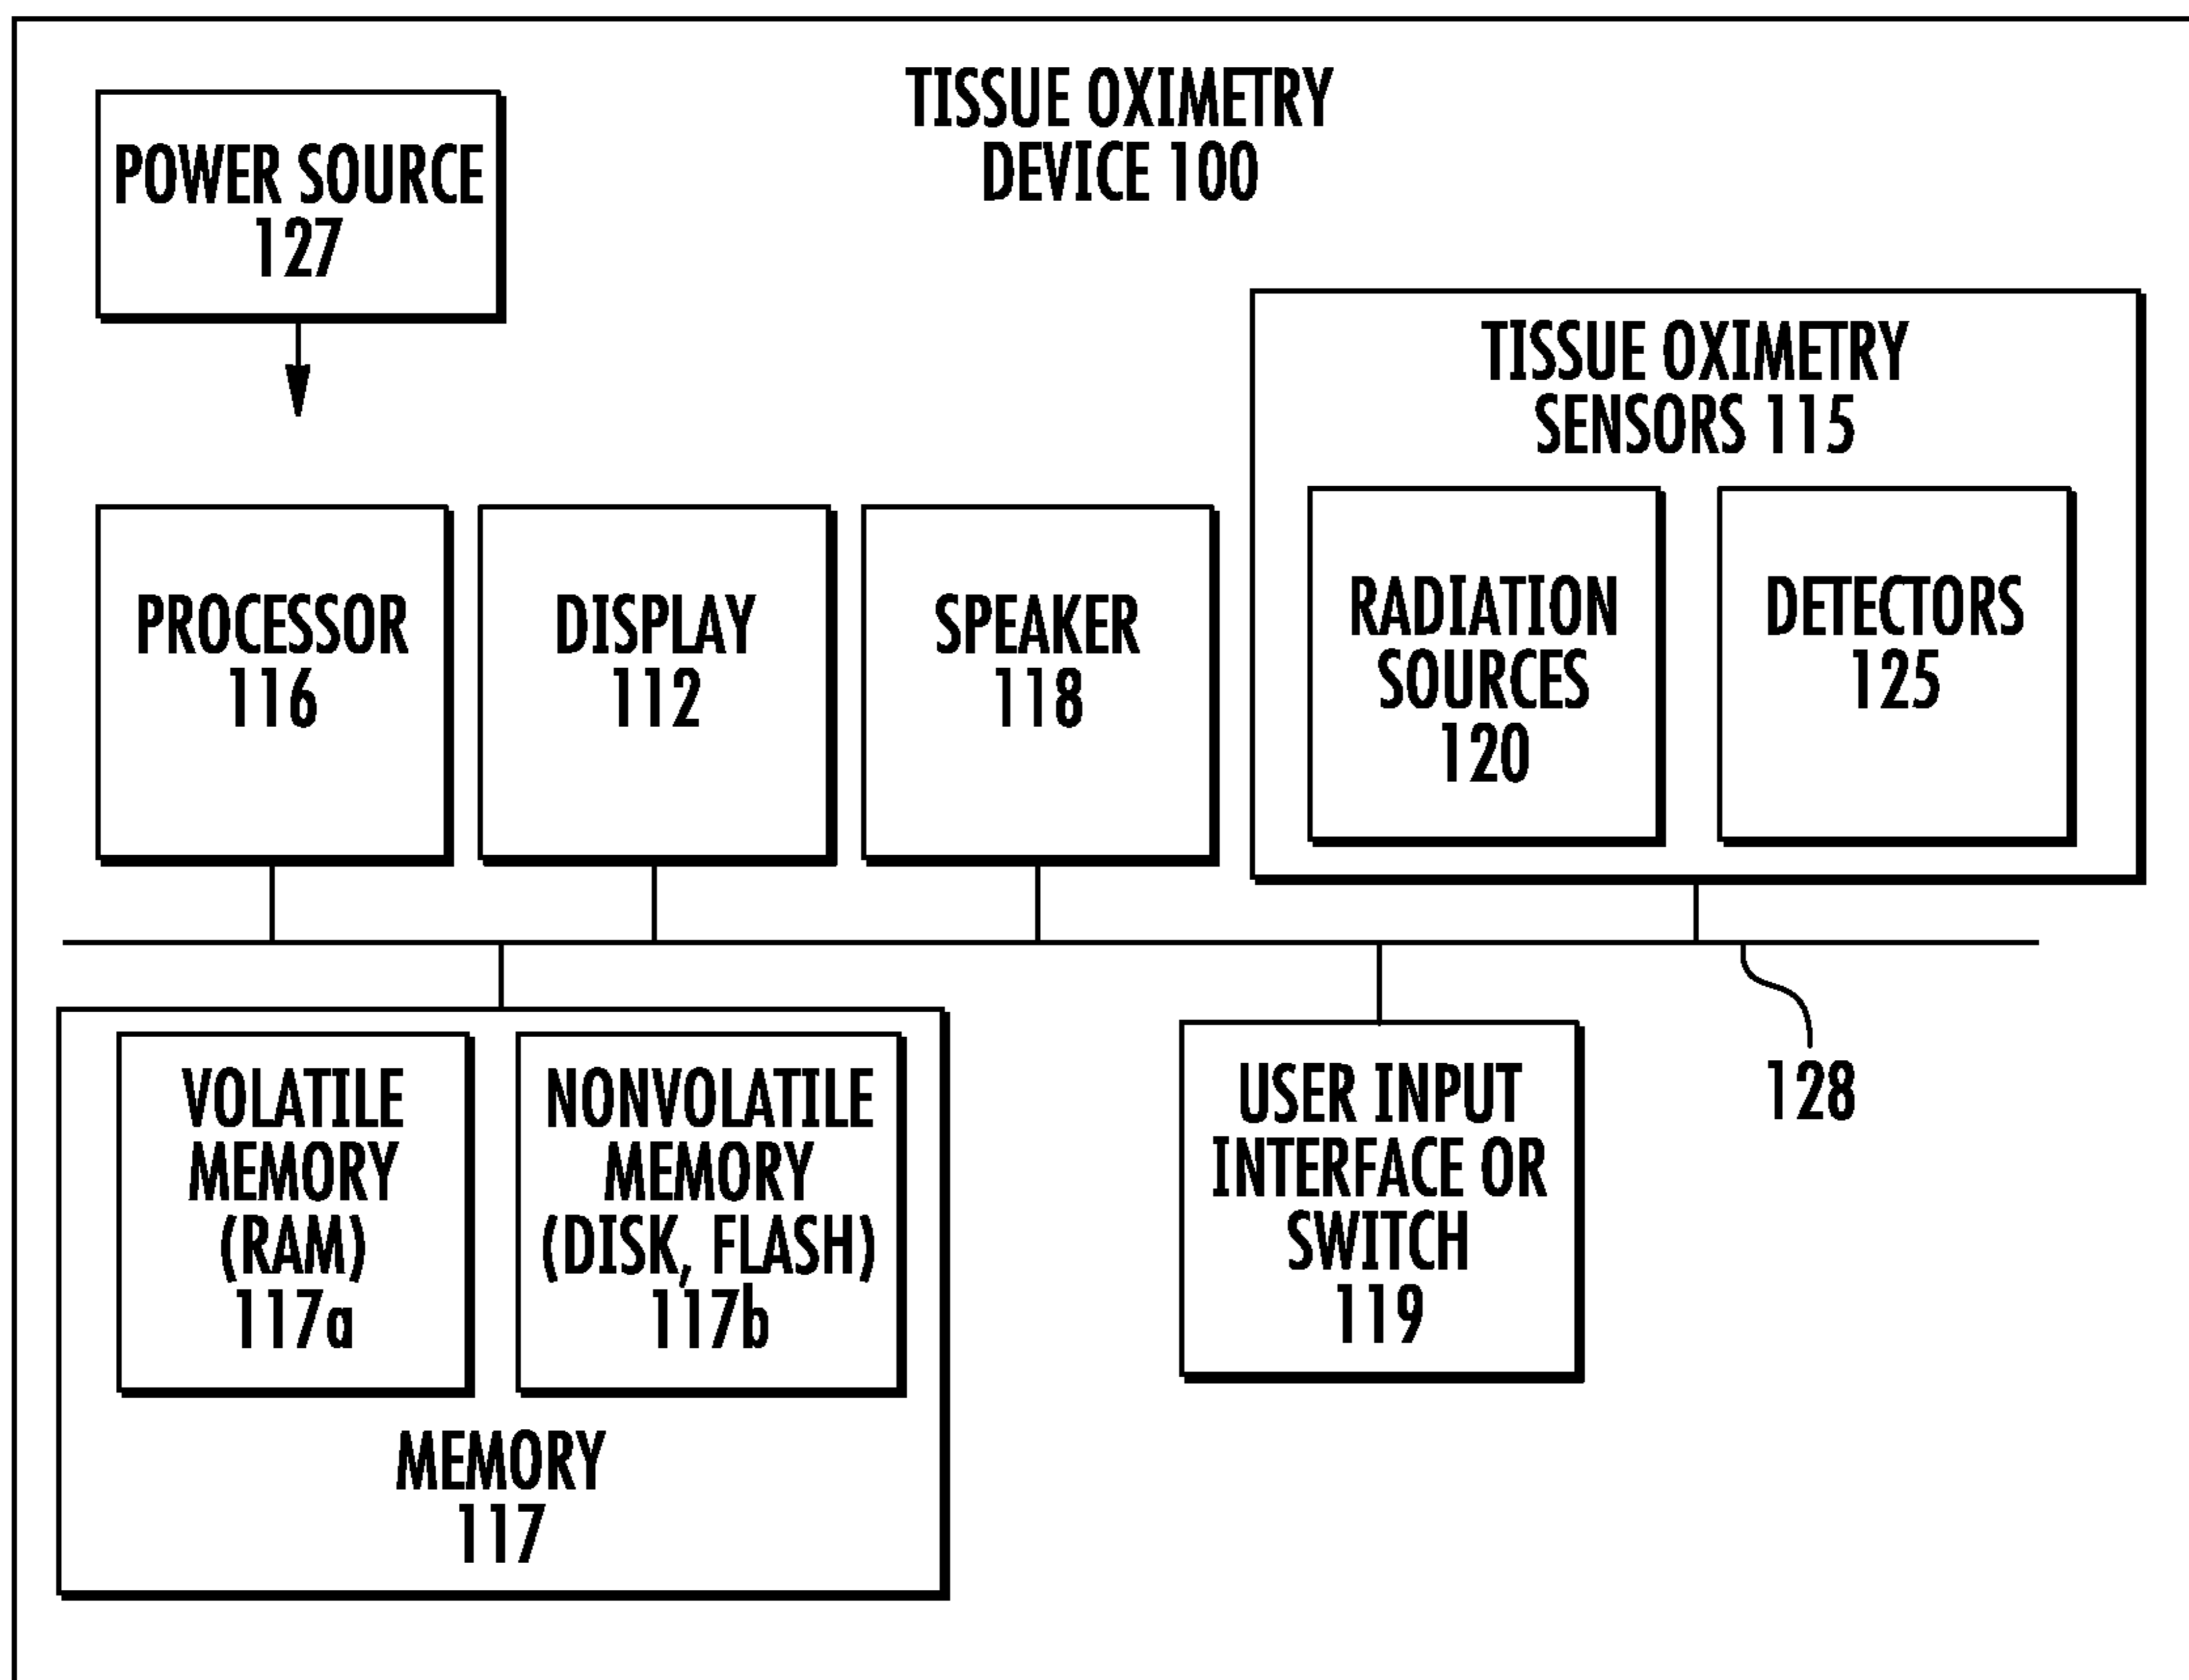 TISSUE OXIMETRY
DEVICE 100
POWER SOURCE
127
TISSUE OXIMETRY
SENSORS 115
PROCESSOR
116
DISPLAY
112
SPEAKER
118
RADIATION
SOURCES
120
DETECTORS
125
VOLATILE
MEMORY
(RAM)
117a
NONVOLATILE
MEMORY
(DISK, FLASH)
117b
MEMORY
117
USER INPUT
INTERFACE OR
SWITCH
119
128